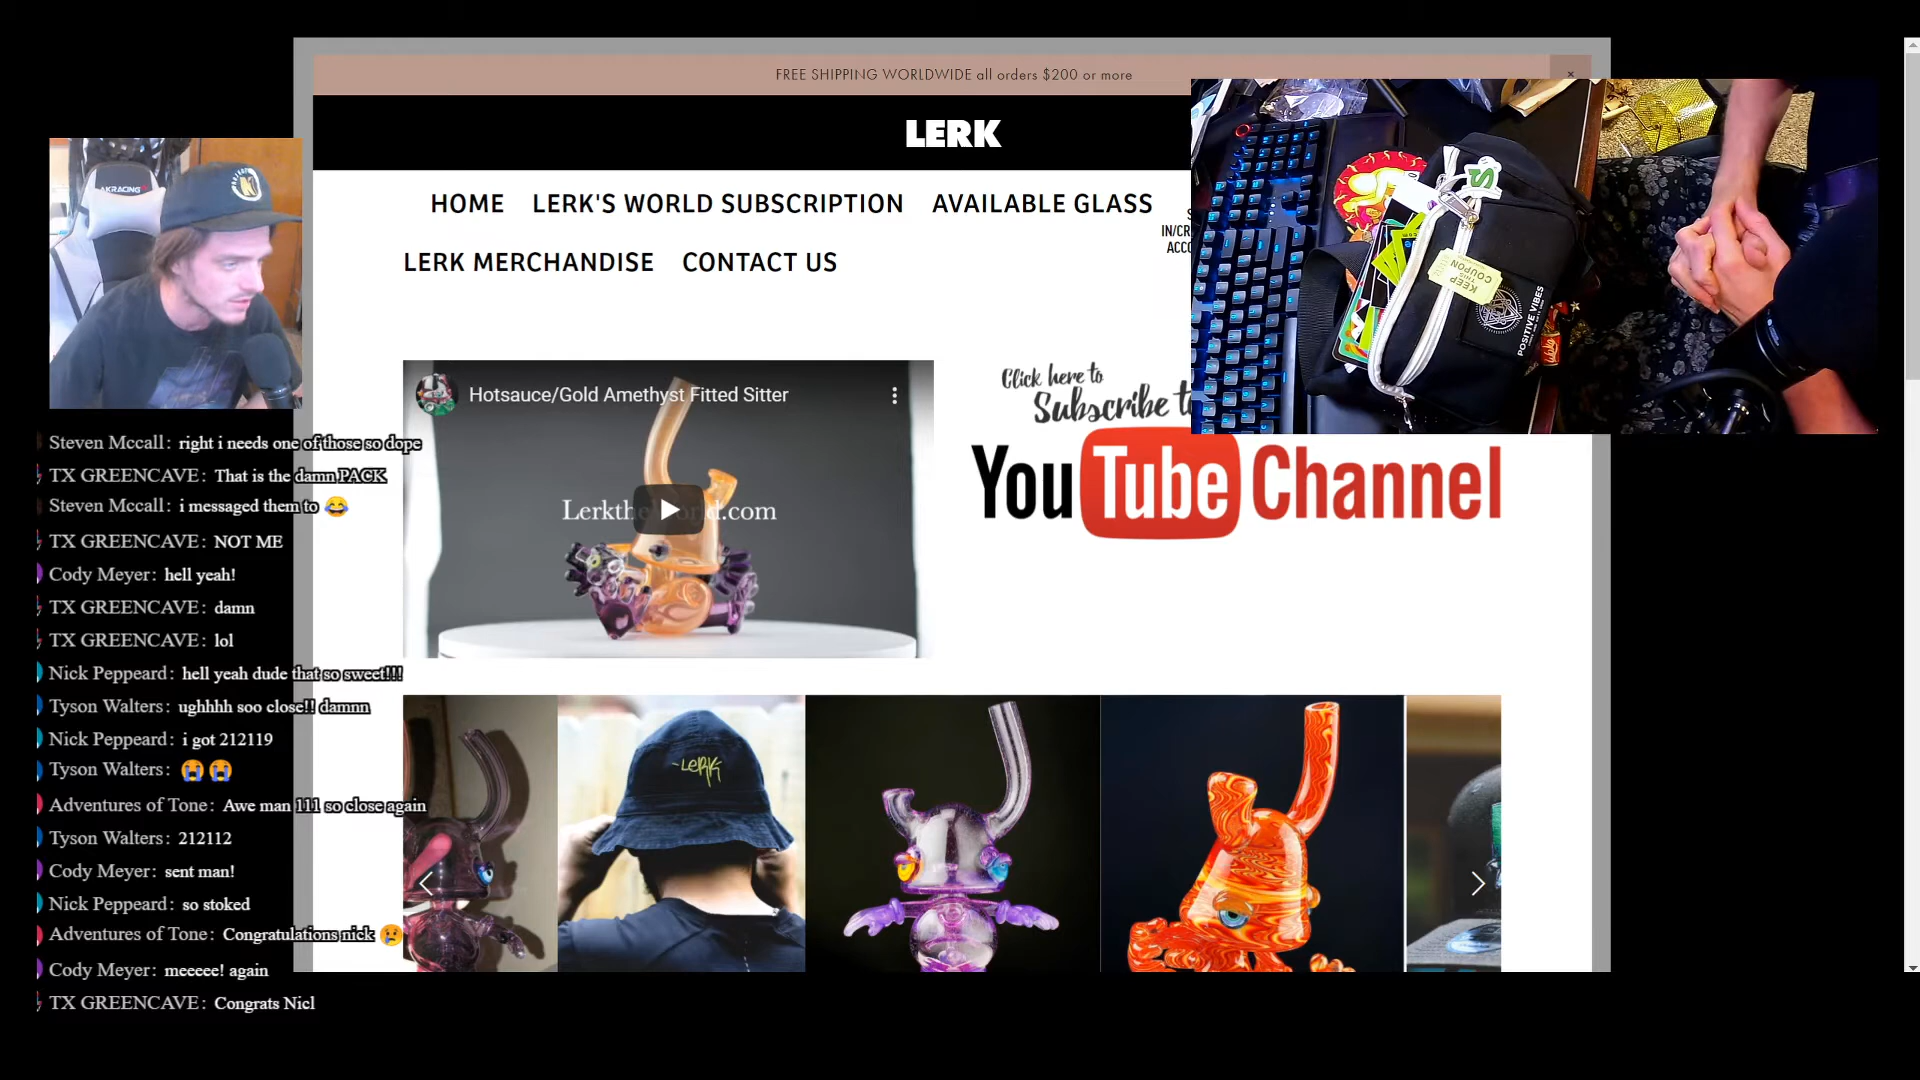 FREE SHIPPING WORLDWIDE all orders $200 or more
×
LERK
HOME LERK'S WORLD SUBSCRIPTION AVAILABLE GLASS
LERK MERCHANDISE CONTACT US
IN/CR
ACCO
AKRACING
KEEP
THIS
COUPON
POSITIVE VIBES
Hotsauce/Gold Amethyst Fitted Sitter
Click here to
Subscribe t
YouTube Channel
-LERK
Steven Mccall: right i needs one of those so dope
TX GREENCAVE: That is the damn PACK
Steven Mccall: i messaged them to 😂
TX GREENCAVE: NOT ME
Cody Meyer: hell yeah!
TX GREENCAVE: damn
TX GREENCAVE: lol
Nick Peppeard: hell yeah dude that so sweet!!!
Tyson Walters: ughhhh soo close!! damnn
Nick Peppeard: i got 212119
Tyson Walters: 😭😭
Adventures of Tone: Awe man 111 so close again
Tyson Walters: 212112
Cody Meyer: sent man!
Nick Peppeard: so stoked
Adventures of Tone: Congratulations nick 😢
Cody Meyer: meeeee! again
TX GREENCAVE: Congrats Nicl